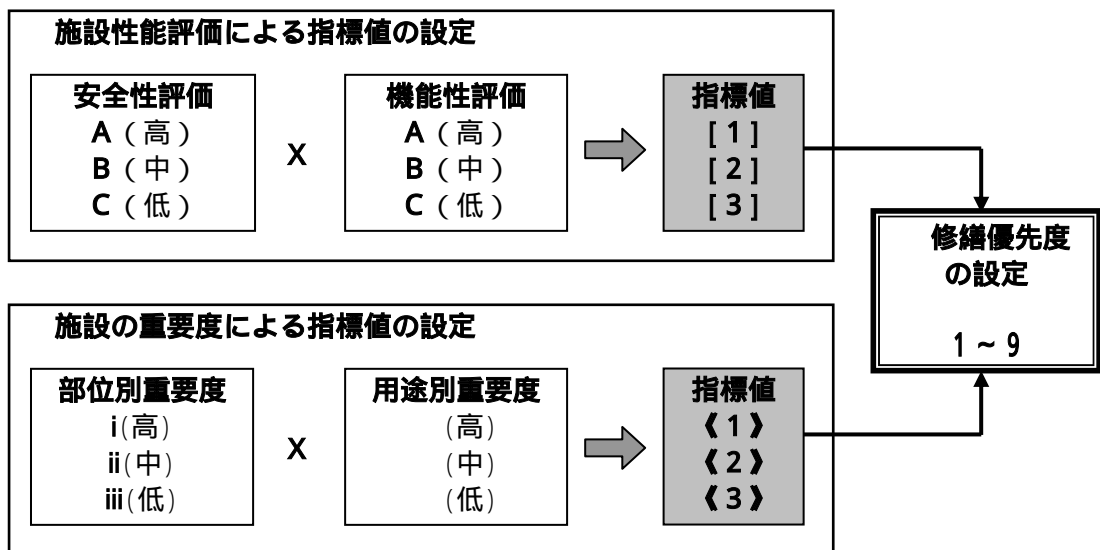 施設性能評価による指標値の設定
安全性評価
A（高）
B（中）
C（低）
X
機能性評価
A（高）
B（中）
C（低）
指標値
[ 1 ]
[ 2 ]
[ 3 ]
修繕優先度
の設定
1 ~ 9
施設の重要度による指標値の設定
部位別重要度
i(高)
ii(中)
iii(低)
X
用途別重要度
(高)
(中)
(低)
指標値
《 1 》
《 2 》
《 3 》